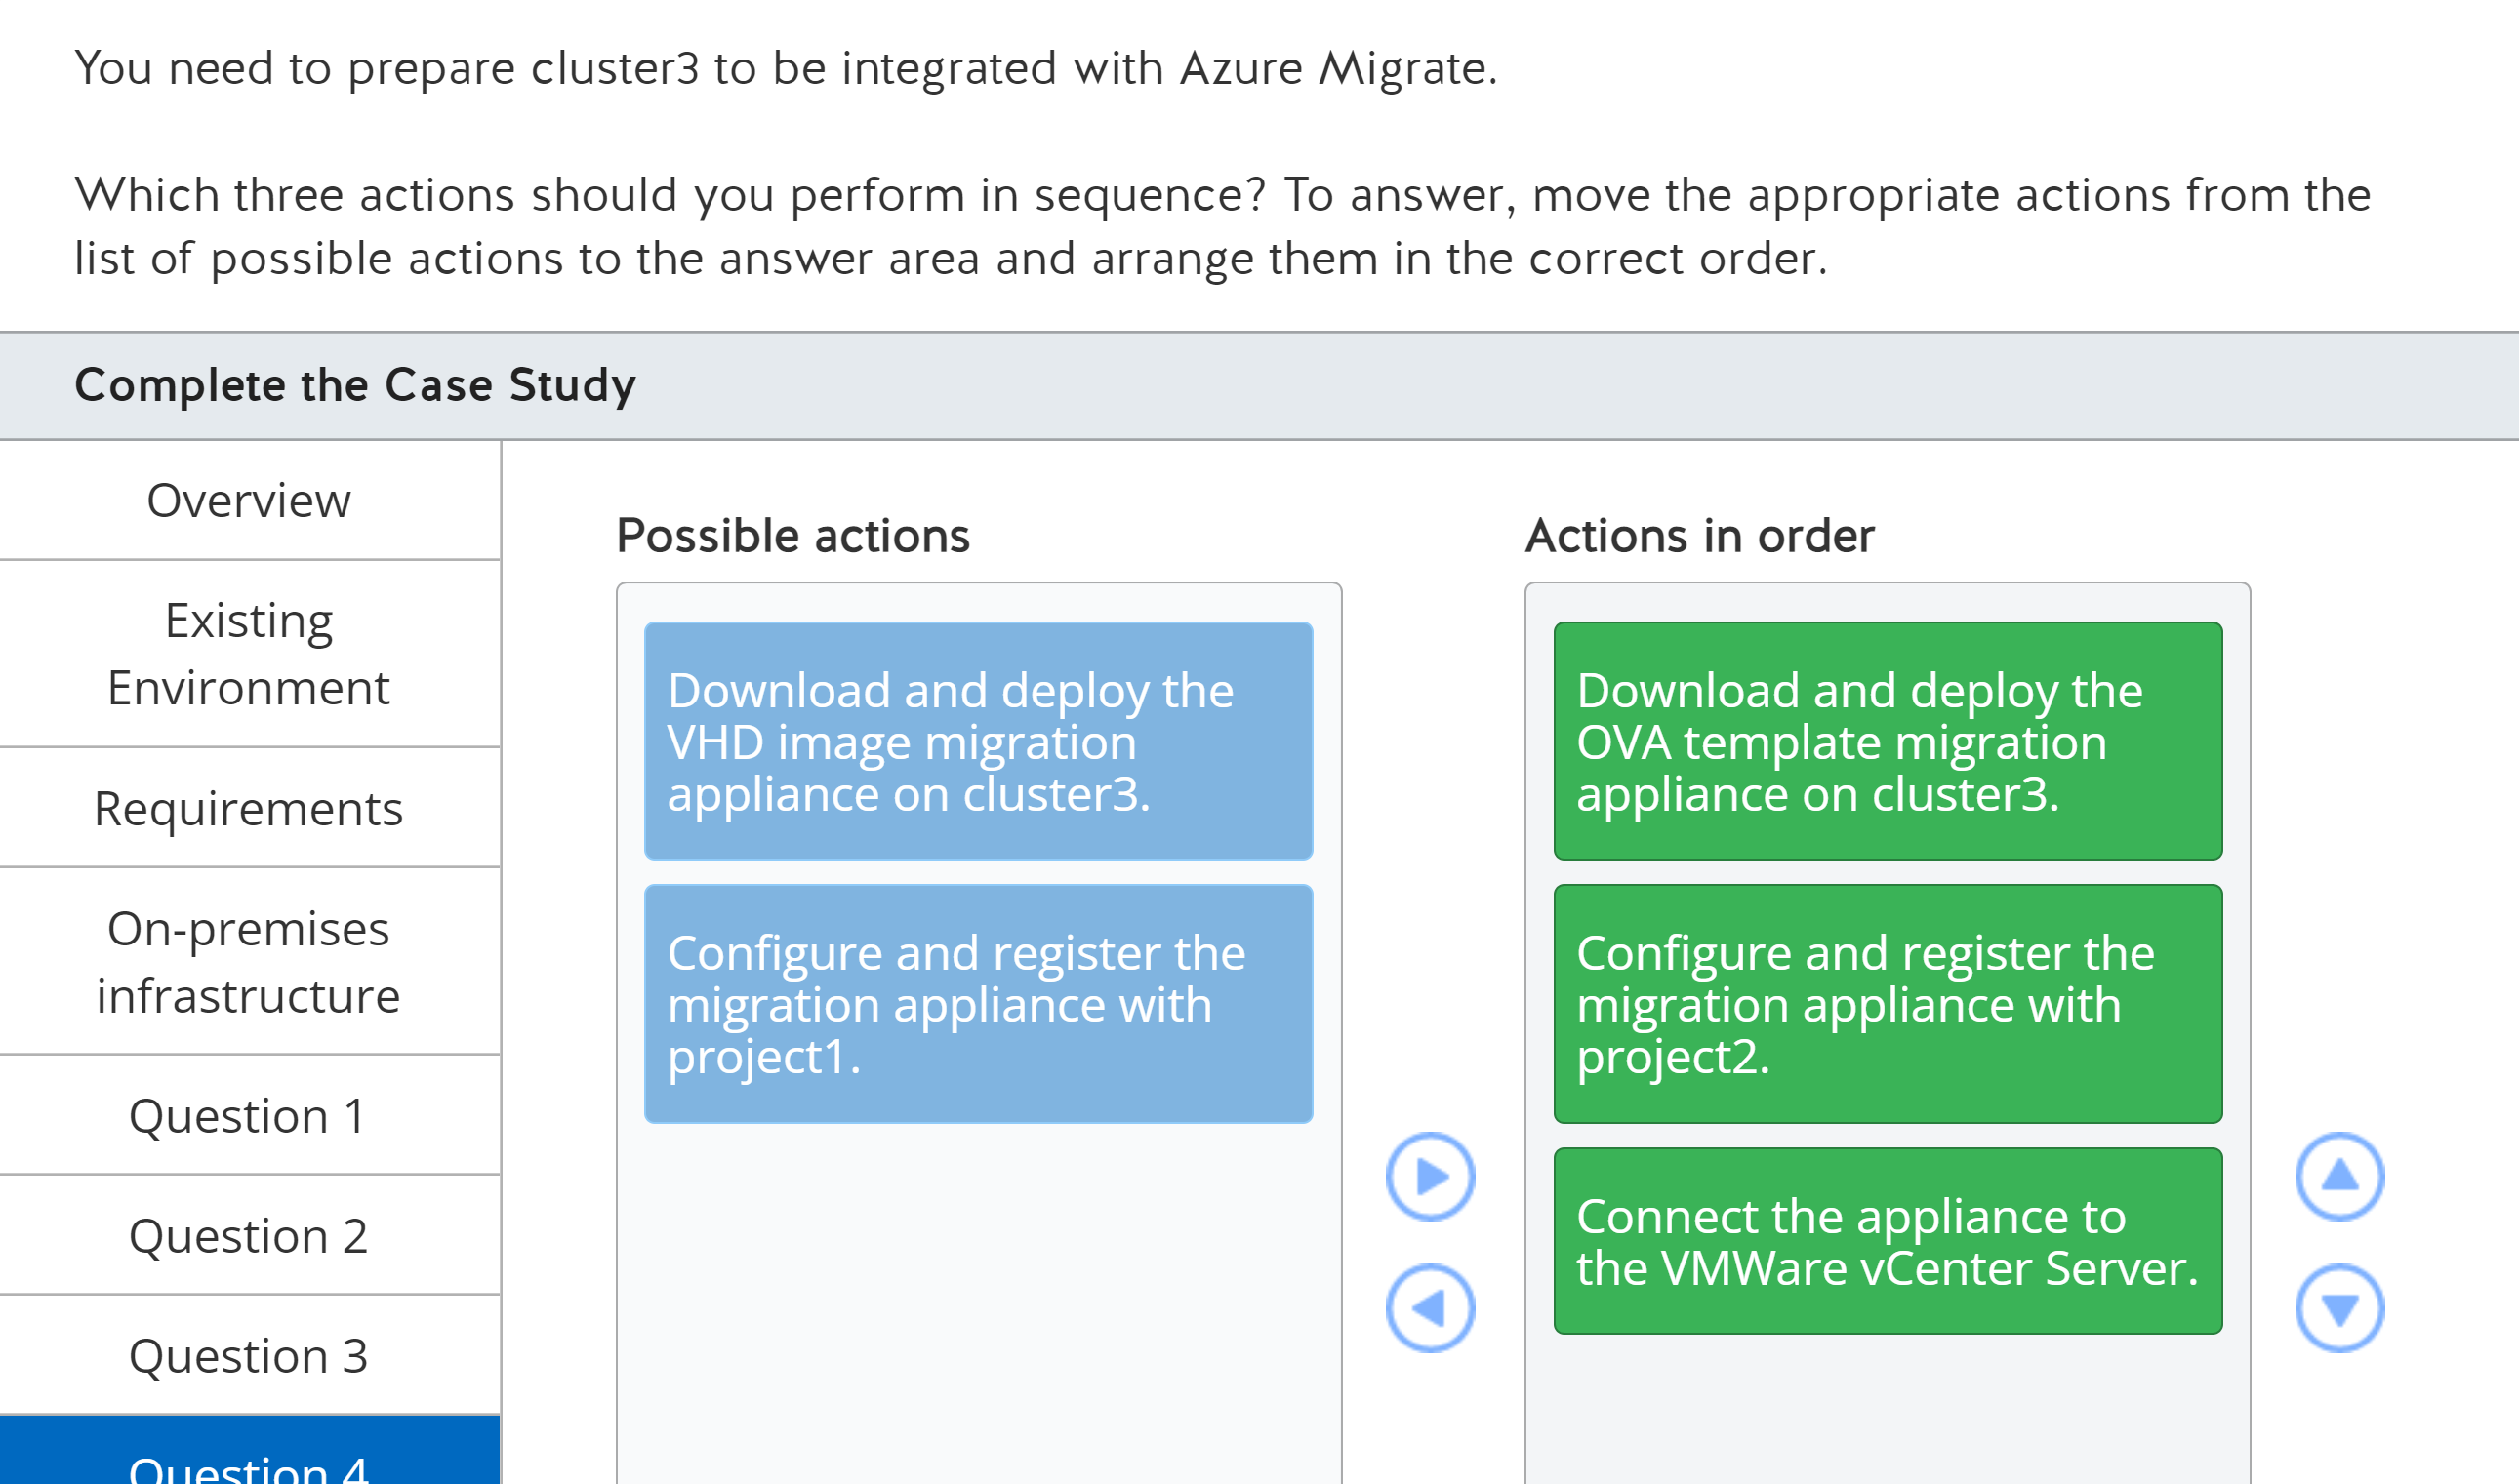 You need to prepare cluster3 to be integrated with Azure Migrate.
Which three actions should you perform in sequence? To answer, move the appropriate actions from the
list of possible actions to the answer area and arrange them in the correct order.
Complete the Case Study
Overview
Existing
Environment
Requirements
On-premises
infrastructure
Question 1
Question 2
Question 3
Question 4
Possible actions
Download and deploy the
VHD image migration
appliance on cluster3.
Configure and register the
migration appliance with
project1.
Actions in order
Download and deploy the
OVA template migration
appliance on cluster3.
Configure and register the
migration appliance with
project2.
Connect the appliance to
the VMWare vCenter Server.